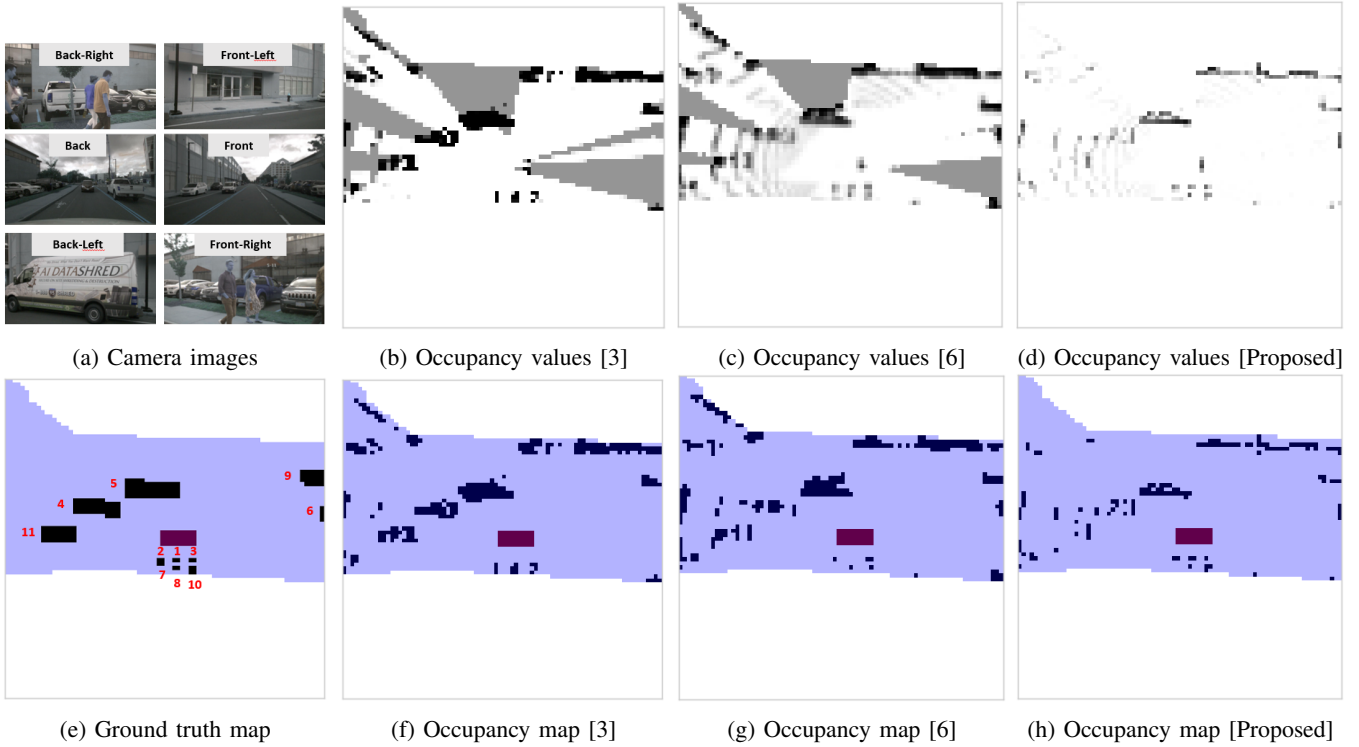 Back-Right
Front-Left
Back
Front
Back-Left
Front-Right
AI DATASHRED
(a) Camera images
(b) Occupancy values [3]
(c) Occupancy values [6]
(d) Occupancy values [Proposed]
9
5
4
6
11
2 1 3
7
8
10
(e) Ground truth map
(f) Occupancy map [3]
(g) Occupancy map [6]
(h) Occupancy map [Proposed]